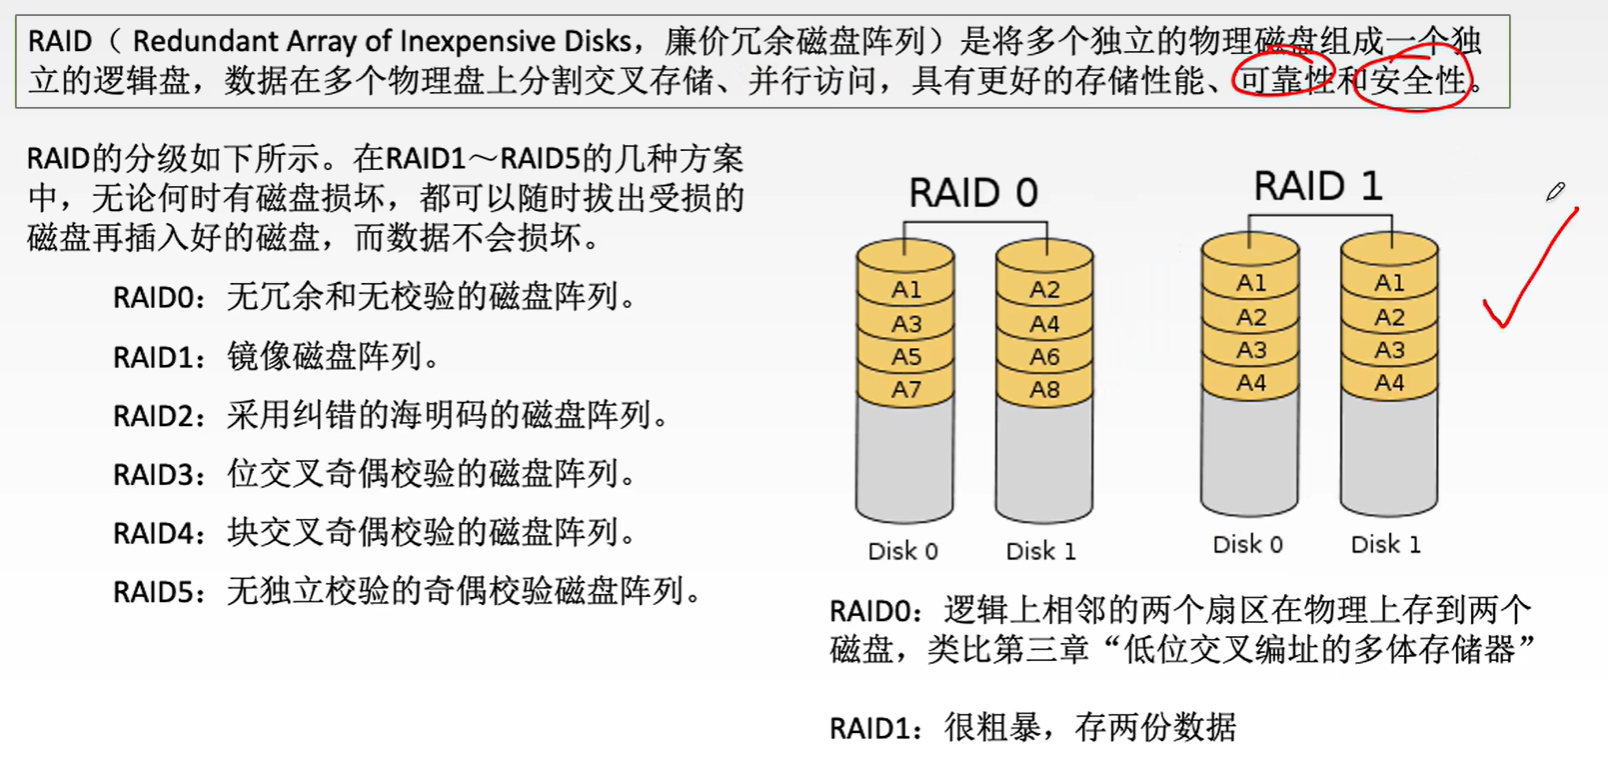 RAID（ Redundant Array of Inexpensive Disks，廉价冗余磁盘阵列）是将多个独立的物理磁盘组成一个独
立的逻辑盘，数据在多个物理盘上分割交叉存储、并行访问，具有更好的存储性能、可靠性和安全性。
RAID的分级如下所示。在RAID1～RAID5的几种方案
中，无论何时有磁盘损坏，都可以随时拔出受损的
磁盘再插入好的磁盘，而数据不会损坏。
RAID0：无冗余和无校验的磁盘阵列。
RAID1：镜像磁盘阵列。
RAID2：采用纠错的海明码的磁盘阵列。
RAID3：位交叉奇偶校验的磁盘阵列。
RAID4：块交叉奇偶校验的磁盘阵列。
RAID5：无独立校验的奇偶校验磁盘阵列。
RAID 0
A1 A2
A3 A4
A5 A6
A7 A8
Disk 0 Disk 1
RAID 1
A1 A1
A2 A2
A3 A3
A4 A4
Disk 0 Disk 1
RAID0：逻辑上相邻的两个扇区在物理上存到两个
磁盘，类比第三章“低位交叉编址的多体存储器”
RAID1：很粗暴，存两份数据